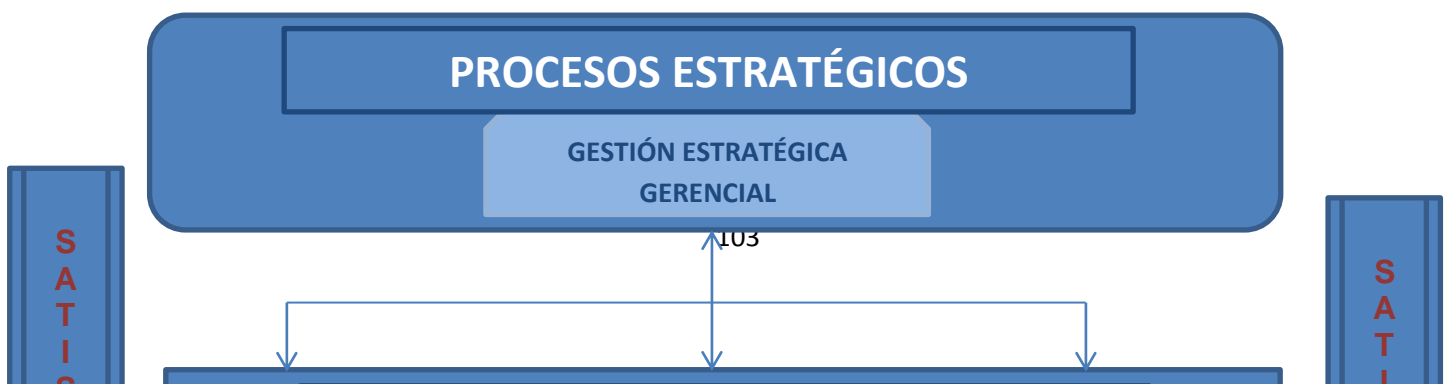 PROCESOS ESTRATÉGICOS
GESTIÓN ESTRATÉGICA
GERENCIAL
103
S
A
T
I
S
S
A
T
I